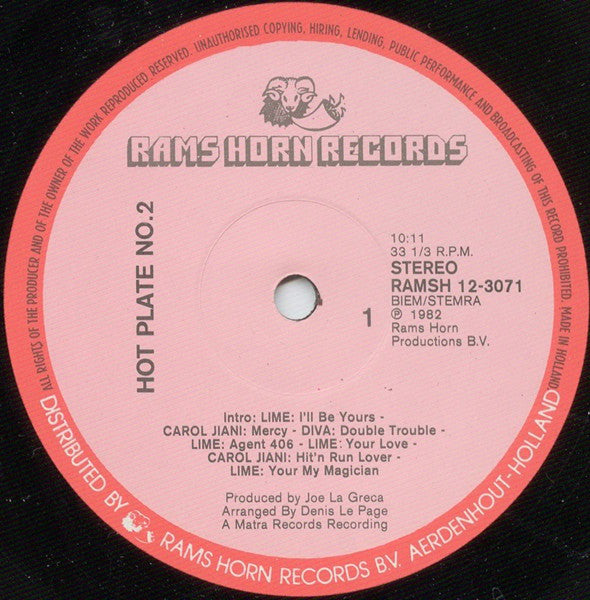 ALL RIGHTS OF THE PRODUCER AND OF THE OWNER OF THE WORK REPRODUCED RESERVED. UNAUTHORISED COPYING, HIRING, LENDING, PUBLIC PERFORMANCE AND BROADCASTING OF THIS RECORD PROHIBITED. MADE IN HOLLAND
RAMS HORN RECORDS
HOT PLATE NO.2
10:11
33 1/3 R.P.M.
STEREO
RAMSH 12-3071
BIEM/STEMRA
℗ 1982
Rams Horn
Productions B.V.
1
Intro: LIME: I'll Be Yours -
CAROL JIANI: Mercy - DIVA: Double Trouble -
LIME: Agent 406 - LIME: Your Love -
CAROL JIANI: Hit'n Run Lover -
LIME: Your My Magician
Produced by Joe La Greca
Arranged By Denis Le Page
A Matra Records Recording
DISTRIBUTED BY RAMS HORN RECORDS B.V. AERDENHOUT-HOLLAND